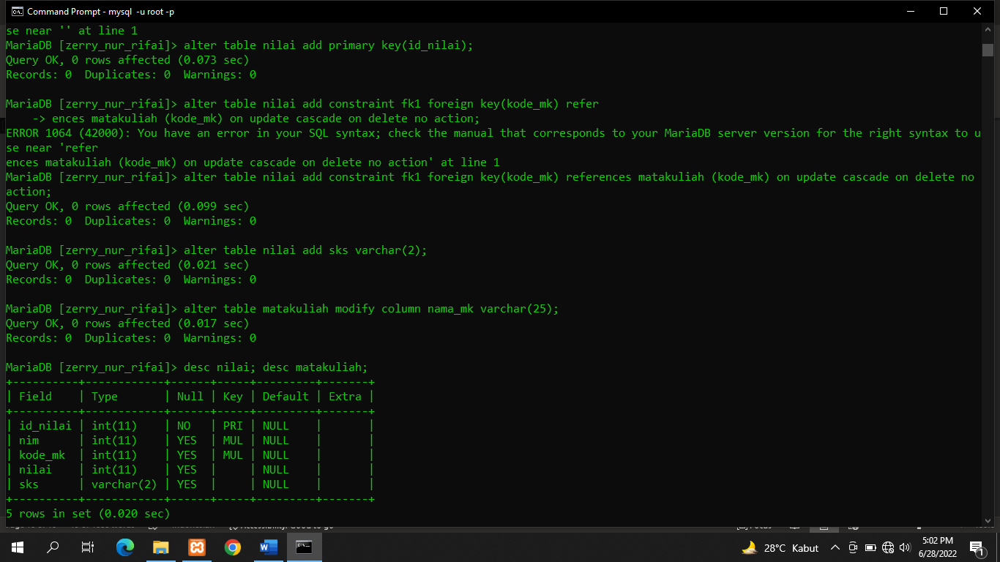 Command Prompt - mysql -u root -p
se near '' at line 1
MariaDB [zerry_nur_rifai]> alter table nilai add primary key(id_nilai);
Query OK, 0 rows affected (0.073 sec)
Records: 0  Duplicates: 0  Warnings: 0
MariaDB [zerry_nur_rifai]> alter table nilai add constraint fk1 foreign key(kode_mk) refer
    -> ences matakuliah (kode_mk) on update cascade on delete no action;
ERROR 1064 (42000): You have an error in your SQL syntax; check the manual that corresponds to your MariaDB server version for the right syntax to u
se near 'refer
ences matakuliah (kode_mk) on update cascade on delete no action' at line 1
MariaDB [zerry_nur_rifai]> alter table nilai add constraint fk1 foreign key(kode_mk) references matakuliah (kode_mk) on update cascade on delete no
action;
Query OK, 0 rows affected (0.099 sec)
Records: 0  Duplicates: 0  Warnings: 0
MariaDB [zerry_nur_rifai]> alter table nilai add sks varchar(2);
Query OK, 0 rows affected (0.021 sec)
Records: 0  Duplicates: 0  Warnings: 0
MariaDB [zerry_nur_rifai]> alter table matakuliah modify column nama_mk varchar(25);
Query OK, 0 rows affected (0.017 sec)
Records: 0  Duplicates: 0  Warnings: 0
MariaDB [zerry_nur_rifai]> desc nilai; desc matakuliah;
+----------+------------+------+-----+---------+-------+
| Field    | Type       | Null | Key | Default | Extra |
+----------+------------+------+-----+---------+-------+
| id_nilai | int(11)    | NO   | PRI | NULL    |       |
| nim      | int(11)    | YES  | MUL | NULL    |       |
| kode_mk  | int(11)    | YES  | MUL | NULL    |       |
| nilai    | int(11)    | YES  |     | NULL    |       |
| sks      | varchar(2) | YES  |     | NULL    |       |
+----------+------------+------+-----+---------+-------+
5 rows in set (0.020 sec)
28°C Kabut
5:02 PM
6/28/2022
1